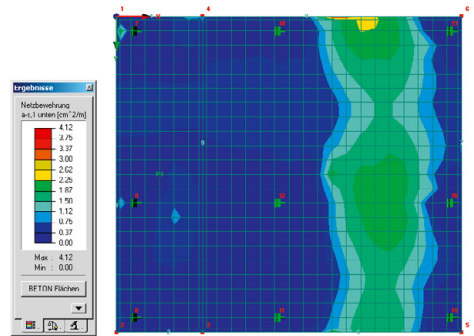 1
4
6
Ergebnisse
Netzbewehrung
a-z,1 unten [cm^2/m]
4.12
3.75
3.37
3.00
2.62
2.25
1.87
1.50
1.12
0.75
0.37
0.00
Max : 4.12
Min : 0.00
BETON Flächen
5